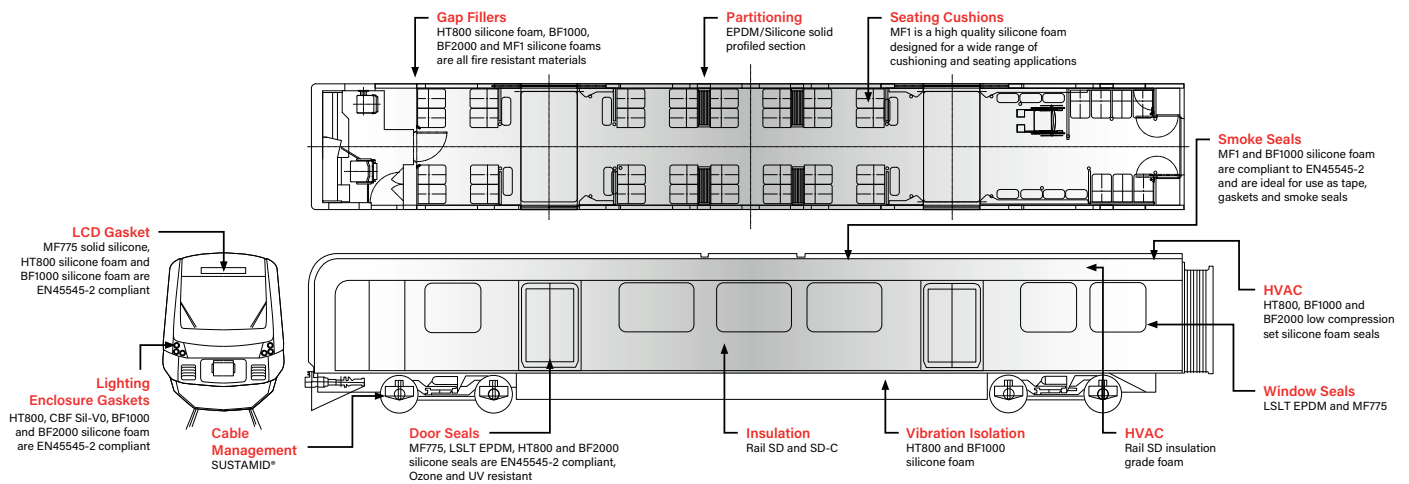 Gap Fillers
HT800 silicone foam, BF1000,
BF2000 and MF1 silicone foams
are all fire resistant materials
Partitioning
EPDM/Silicone solid
profiled section
Seating Cushions
MF1 is a high quality silicone foam
designed for a wide range of
cushioning and seating applications
Smoke Seals
MF1 and BF1000 silicone foam
are compliant to EN45545-2
and are ideal for use as tape,
gaskets and smoke seals
LCD Gasket
MF775 solid silicone,
HT800 silicone foam and
BF1000 silicone foam are
EN45545-2 compliant
HVAC
HT800, BF1000 and
BF2000 low compression
set silicone foam seals
Lighting
Enclosure Gaskets
HT800, CBF Sil-V0, BF1000
and BF2000 silicone foam
are EN45545-2 compliant
Window Seals
LSLT EPDM and MF775
Cable
Management
SUSTAMID®
Door Seals
MF775, LSLT EPDM, HT800 and BF2000
silicone seals are EN45545-2 compliant,
Ozone and UV resistant
Insulation
Rail SD and SD-C
Vibration Isolation
HT800 and BF1000
silicone foam
HVAC
Rail SD insulation
grade foam